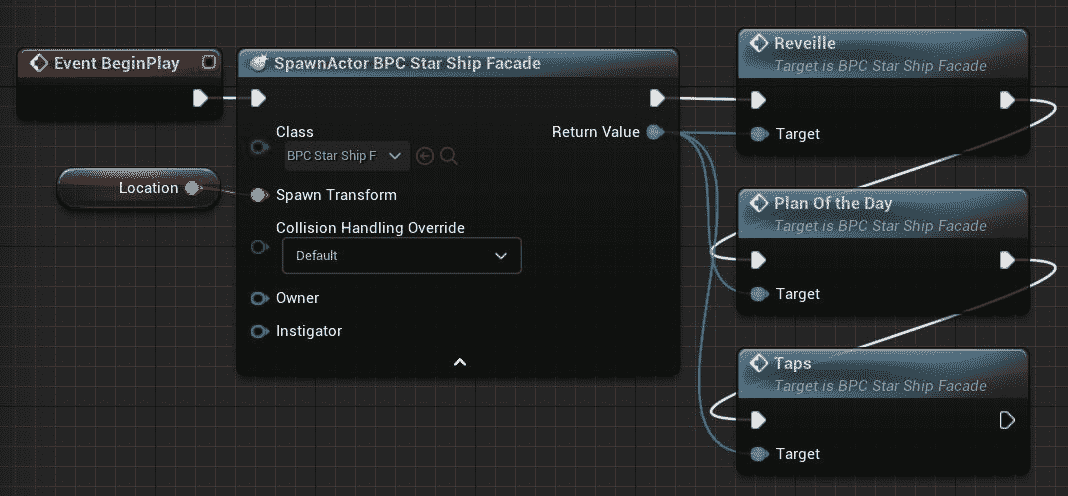 Event BeginPlay
Location
SpawnActor BPC Star Ship Facade
Class
BPC Star Ship F
Return Value
Spawn Transform
Collision Handling Override
Default
Owner
Instigator
Reveille
Target is BPC Star Ship Facade
Target
Plan Of the Day
Target is BPC Star Ship Facade
Target
Taps
Target is BPC Star Ship Facade
Target